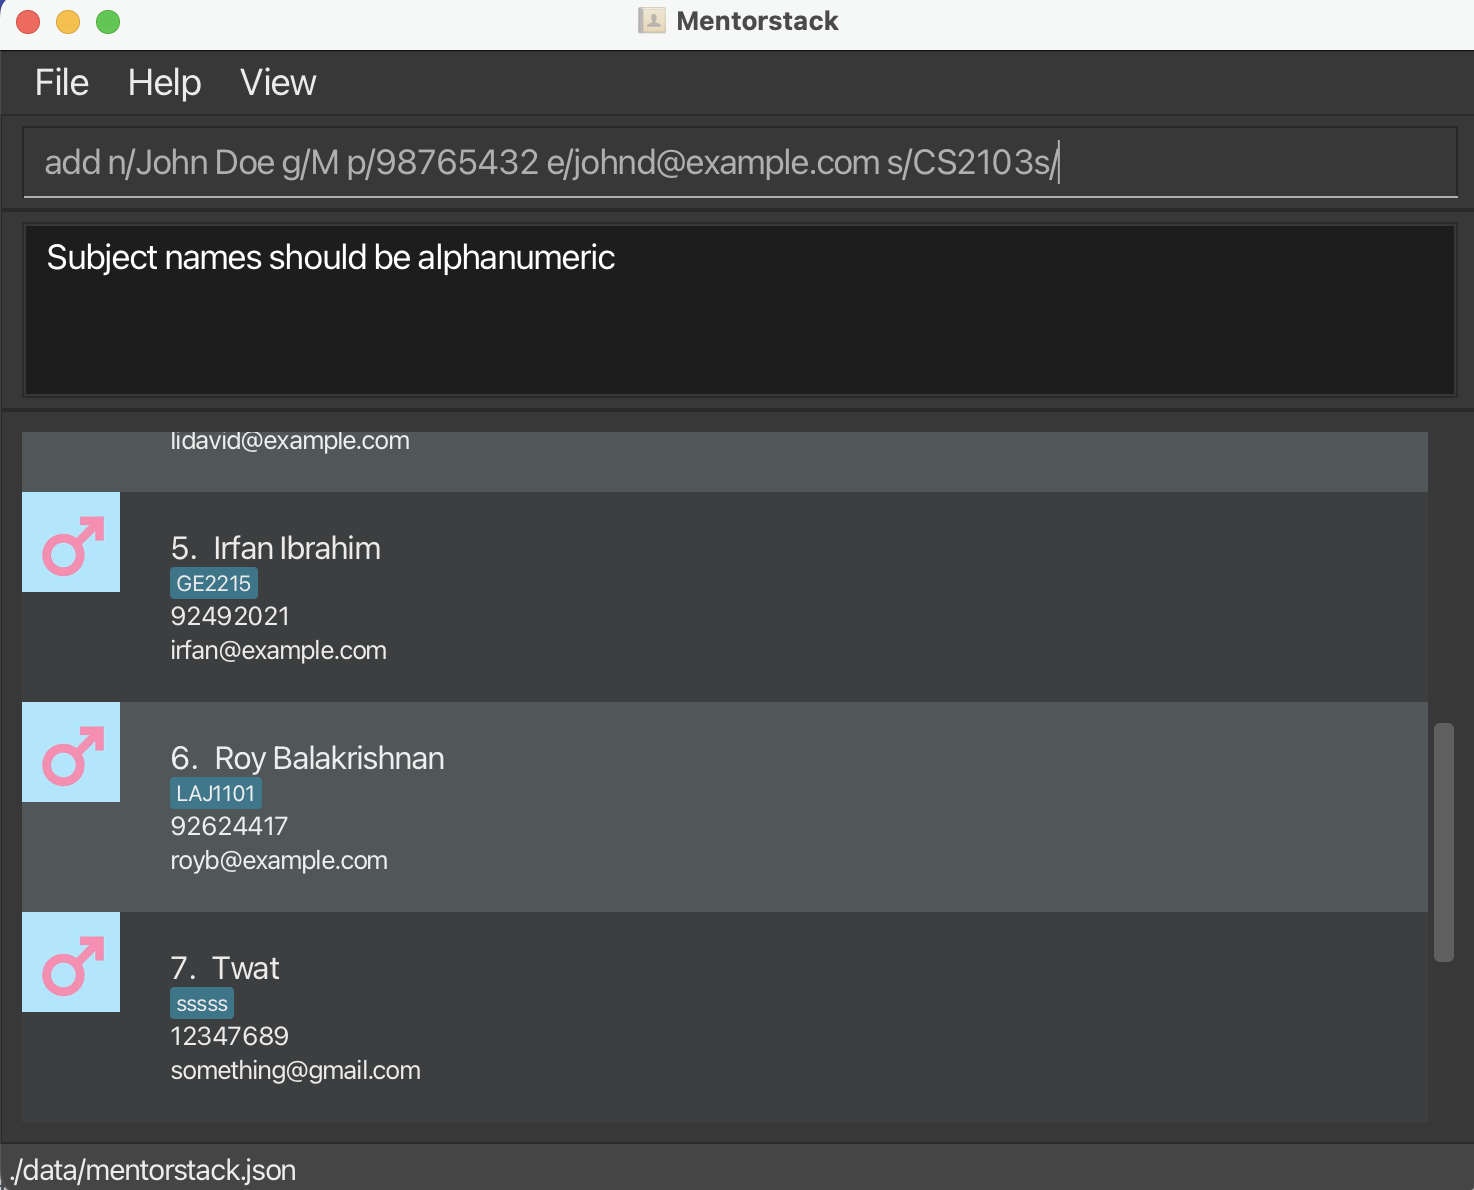 Mentorstack
File Help View
add n/John Doe g/M p/98765432 e/johnd@example.com s/CS2103s/
Subject names should be alphanumeric
lidavid@example.com
5. Irfan Ibrahim
GE2215
92492021
irfan@example.com
6. Roy Balakrishnan
LAJ1101
92624417
royb@example.com
7. Twat
sssss
12347689
something@gmail.com
./data/mentorstack.json